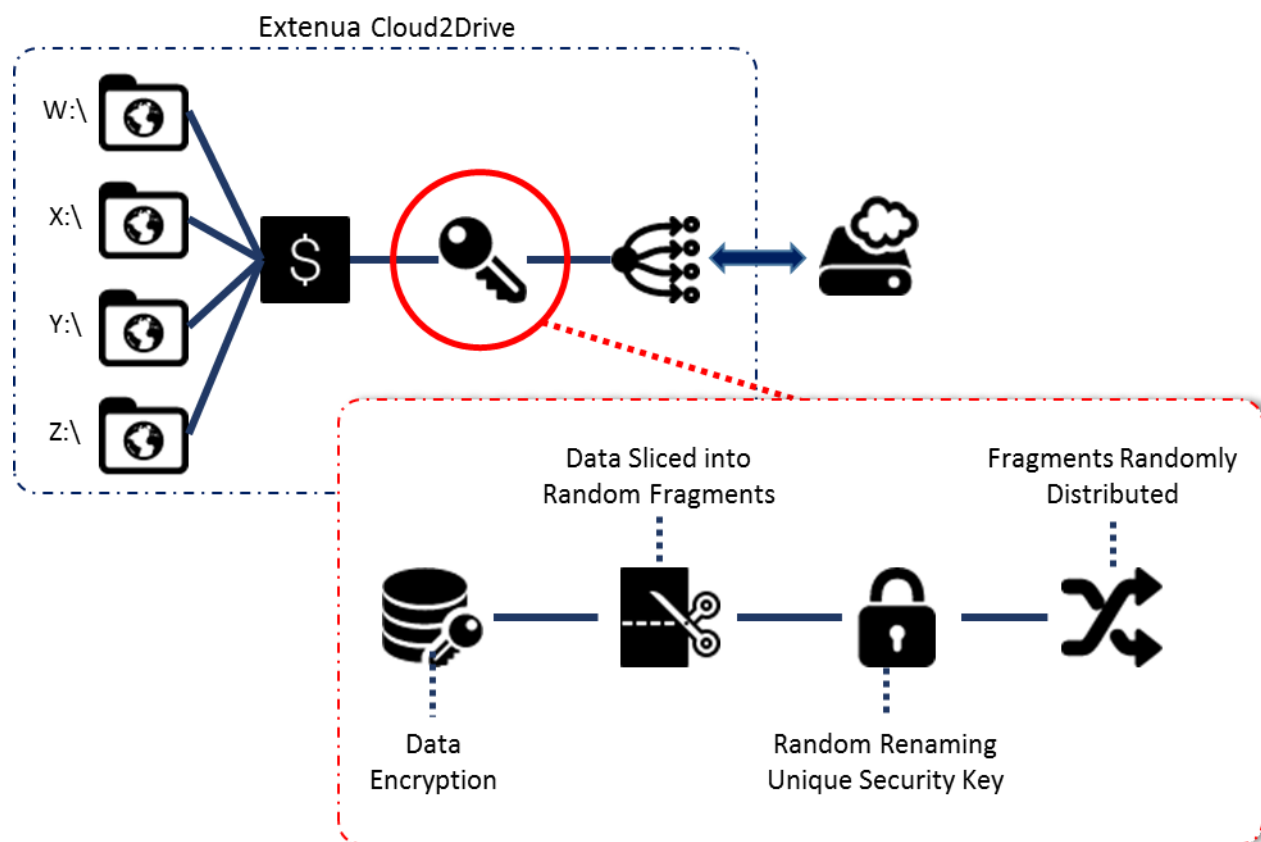 Extenua Cloud2Drive
W:\
X:\
$
Y:\
Z:\
Data Sliced into
Random Fragments
Fragments Randomly
Distributed
Data
Encryption
Random Renaming
Unique Security Key